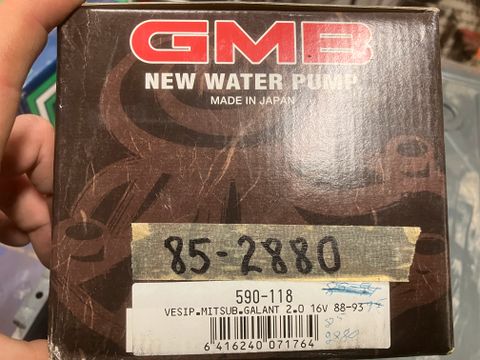 GMB
NEW WATER PUMP
MADE IN JAPAN
85-2880
590-118
VESIP.MITSUB.GALANT 2.0 16V 88-93
6 416240 071764